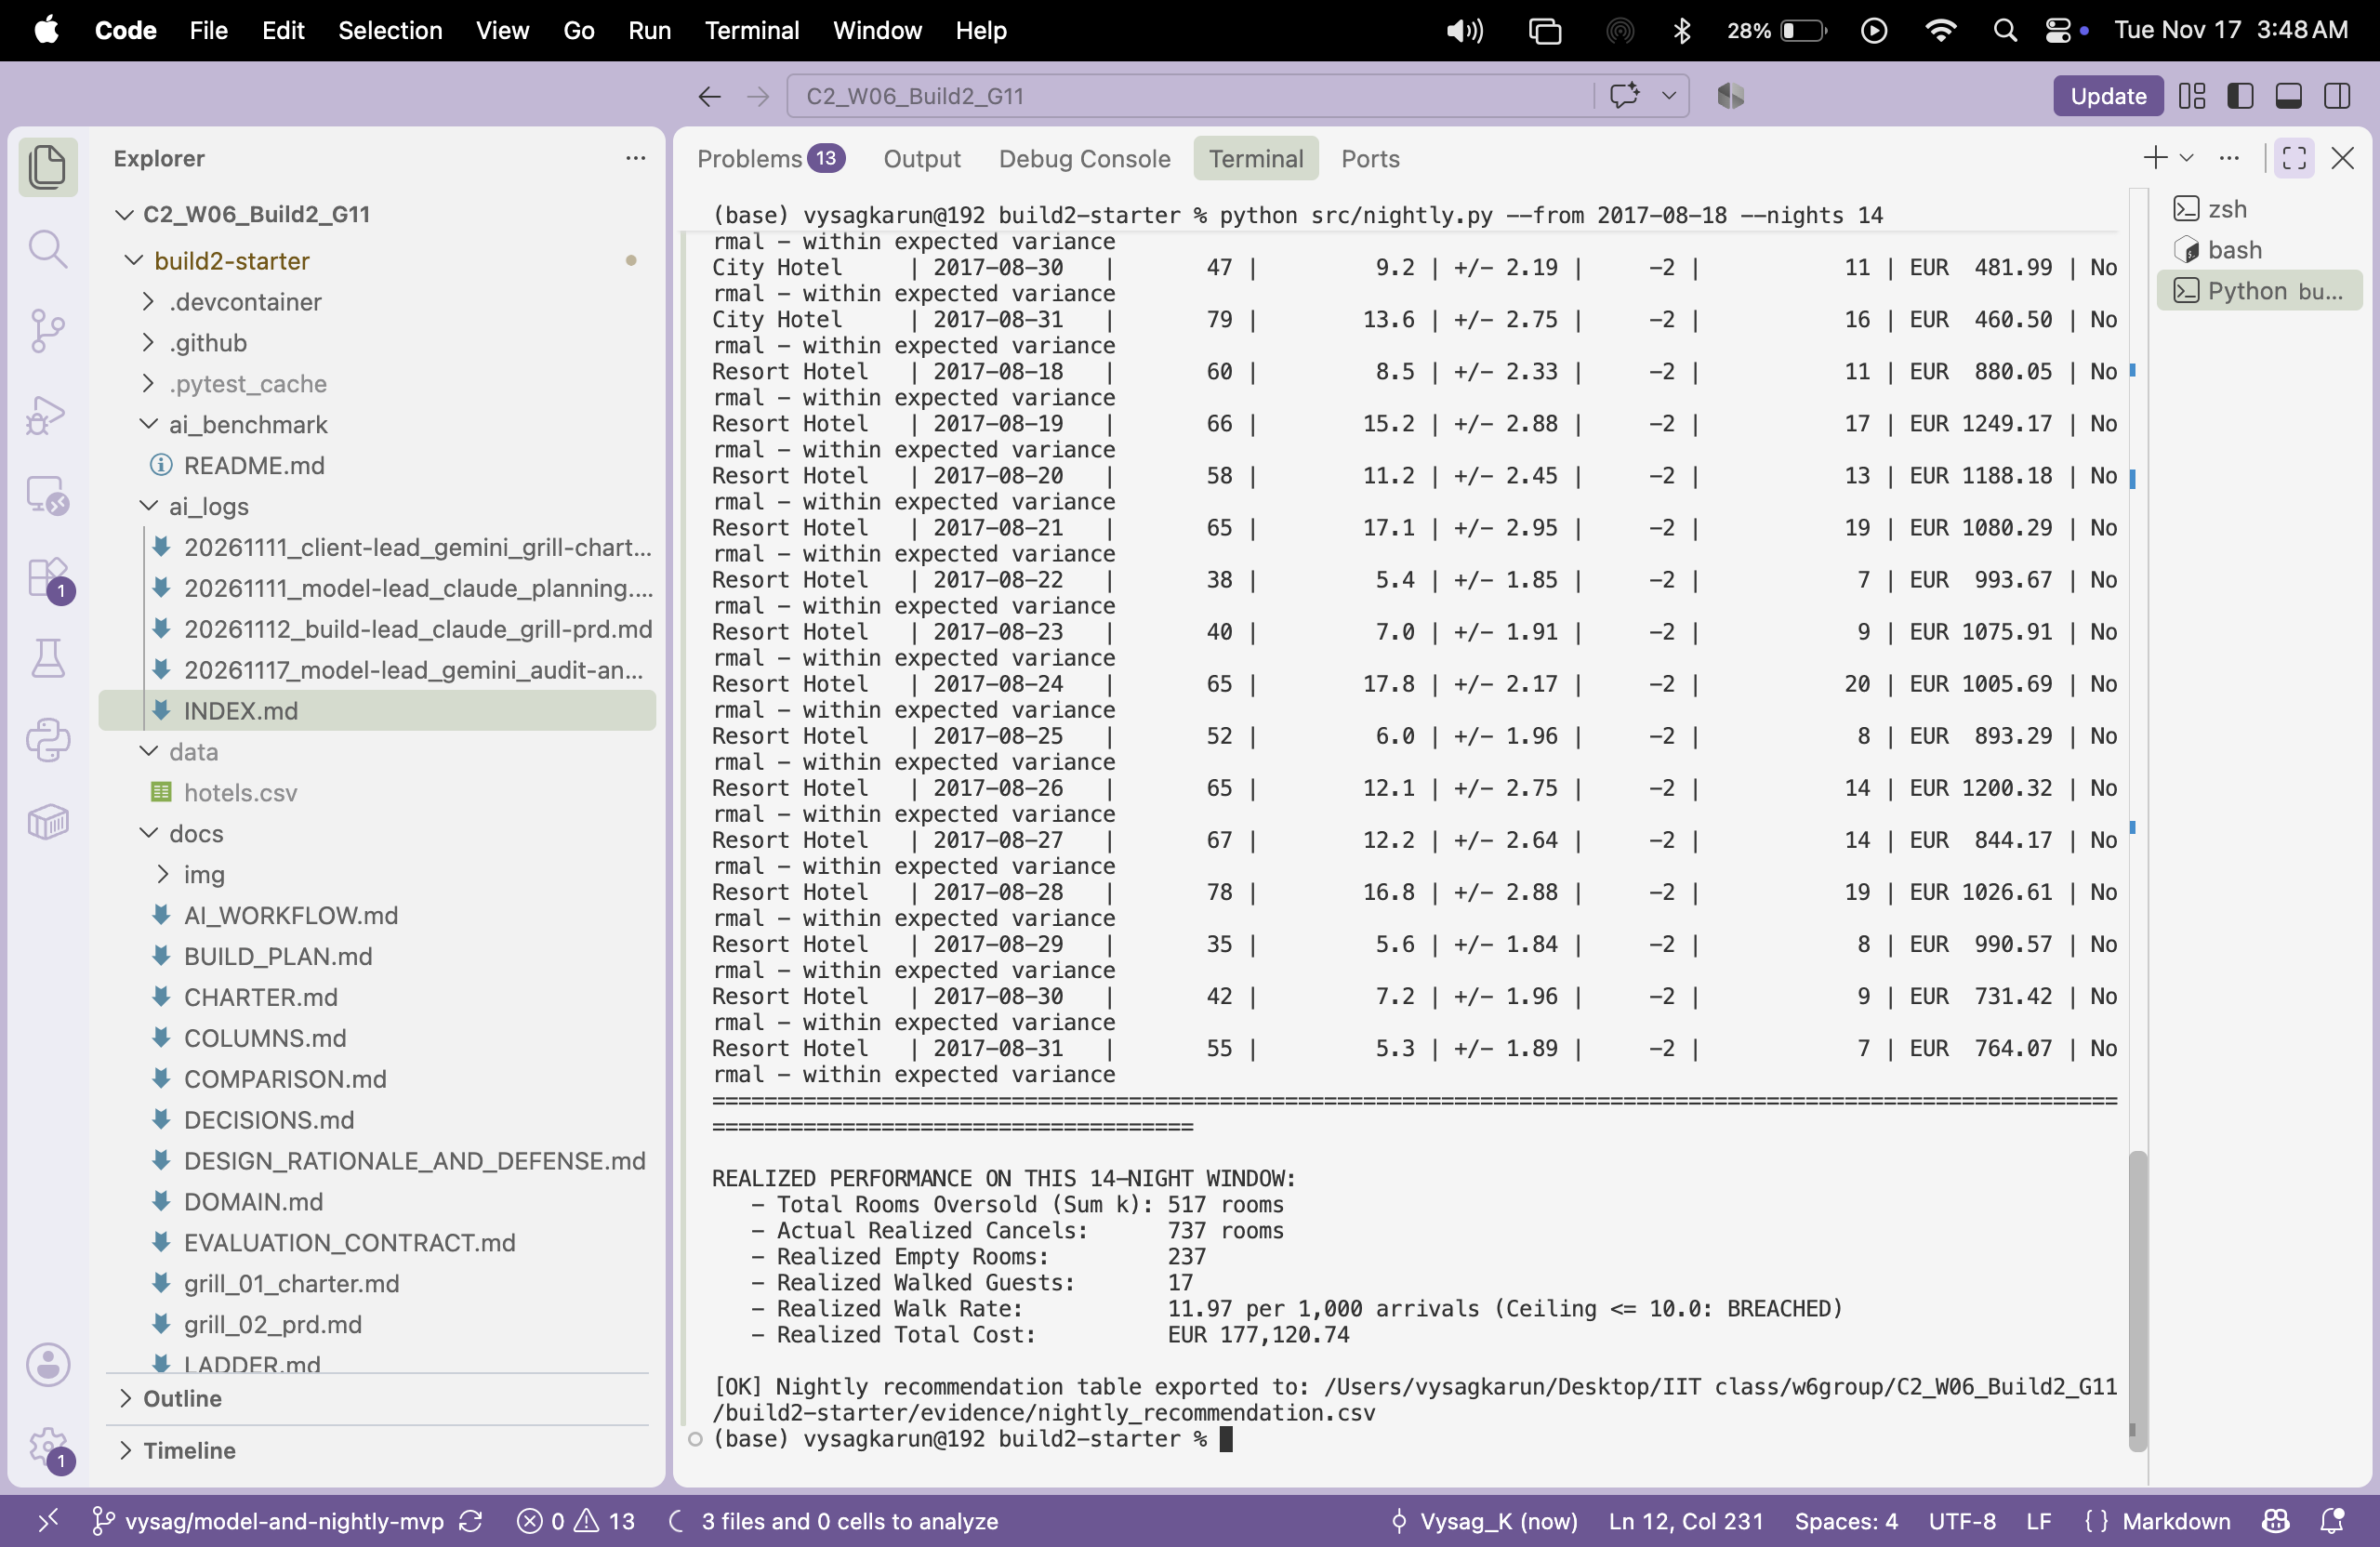 Code File Edit Selection View Go Run Terminal Window Help 28% Tue Nov 17 3:48 AM
C2_W06_Build2_G11 Update
Explorer
C2_W06_Build2_G11
build2-starter
.devcontainer
.github
.pytest_cache
ai_benchmark
README.md
ai_logs
20261111_client-lead_gemini_grill-chart...
20261111_model-lead_claude_planning....
20261112_build-lead_claude_grill-prd.md
20261117_model-lead_gemini_audit-an...
INDEX.md
data
hotels.csv
docs
img
AI_WORKFLOW.md
BUILD_PLAN.md
CHARTER.md
COLUMNS.md
COMPARISON.md
DECISIONS.md
DESIGN_RATIONALE_AND_DEFENSE.md
DOMAIN.md
EVALUATION_CONTRACT.md
grill_01_charter.md
grill_02_prd.md
LADDER.md
Outline
Timeline
1
1
Problems 13 Output Debug Console Terminal Ports
(base) vysagkarun@192 build2-starter % python src/nightly.py --from 2017-08-18 --nights 14
rmal - within expected variance
City Hotel | 2017-08-30 | 47 | 9.2 | +/- 2.19 | -2 | 11 | EUR 481.99 | No
rmal - within expected variance
City Hotel | 2017-08-31 | 79 | 13.6 | +/- 2.75 | -2 | 16 | EUR 460.50 | No
rmal - within expected variance
Resort Hotel | 2017-08-18 | 60 | 8.5 | +/- 2.33 | -2 | 11 | EUR 880.05 | No
rmal - within expected variance
Resort Hotel | 2017-08-19 | 66 | 15.2 | +/- 2.88 | -2 | 17 | EUR 1249.17 | No
rmal - within expected variance
Resort Hotel | 2017-08-20 | 58 | 11.2 | +/- 2.45 | -2 | 13 | EUR 1188.18 | No
rmal - within expected variance
Resort Hotel | 2017-08-21 | 65 | 17.1 | +/- 2.95 | -2 | 19 | EUR 1080.29 | No
rmal - within expected variance
Resort Hotel | 2017-08-22 | 38 | 5.4 | +/- 1.85 | -2 | 7 | EUR 993.67 | No
rmal - within expected variance
Resort Hotel | 2017-08-23 | 40 | 7.0 | +/- 1.91 | -2 | 9 | EUR 1075.91 | No
rmal - within expected variance
Resort Hotel | 2017-08-24 | 65 | 17.8 | +/- 2.17 | -2 | 20 | EUR 1005.69 | No
rmal - within expected variance
Resort Hotel | 2017-08-25 | 52 | 6.0 | +/- 1.96 | -2 | 8 | EUR 893.29 | No
rmal - within expected variance
Resort Hotel | 2017-08-26 | 65 | 12.1 | +/- 2.75 | -2 | 14 | EUR 1200.32 | No
rmal - within expected variance
Resort Hotel | 2017-08-27 | 67 | 12.2 | +/- 2.64 | -2 | 14 | EUR 844.17 | No
rmal - within expected variance
Resort Hotel | 2017-08-28 | 78 | 16.8 | +/- 2.88 | -2 | 19 | EUR 1026.61 | No
rmal - within expected variance
Resort Hotel | 2017-08-29 | 35 | 5.6 | +/- 1.84 | -2 | 8 | EUR 990.57 | No
rmal - within expected variance
Resort Hotel | 2017-08-30 | 42 | 7.2 | +/- 1.96 | -2 | 9 | EUR 731.42 | No
rmal - within expected variance
Resort Hotel | 2017-08-31 | 55 | 5.3 | +/- 1.89 | -2 | 7 | EUR 764.07 | No
rmal - within expected variance
============================================================================================================
=====================================
REALIZED PERFORMANCE ON THIS 14-NIGHT WINDOW:
- Total Rooms Oversold (Sum k): 517 rooms
- Actual Realized Cancels: 737 rooms
- Realized Empty Rooms: 237
- Realized Walked Guests: 17
- Realized Walk Rate: 11.97 per 1,000 arrivals (Ceiling <= 10.0: BREACHED)
- Realized Total Cost: EUR 177,120.74
[OK] Nightly recommendation table exported to: /Users/vysagkarun/Desktop/IIT class/w6group/C2_W06_Build2_G11
/build2-starter/evidence/nightly_recommendation.csv
(base) vysagkarun@192 build2-starter %
zsh
bash
Python bu...
vysag/model-and-nightly-mvp 0 13 3 files and 0 cells to analyze Vysag_K (now) Ln 12, Col 231 Spaces: 4 UTF-8 LF {} Markdown